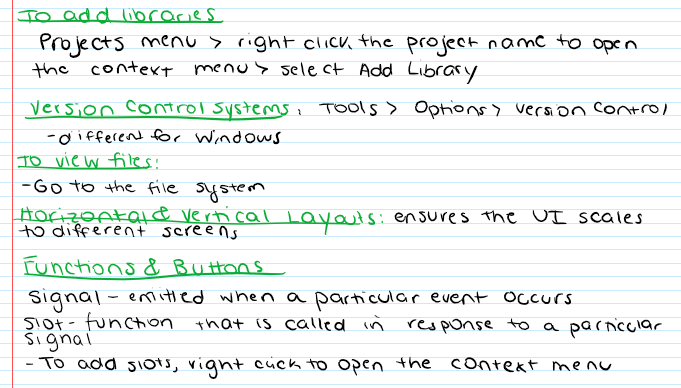 To add libraries
Projects menu > right click the project name to open
the context menu > select Add Library
Version Control Systems: Tools > Options > Version Control
-different for Windows
To view files:
-Go to the file system
Horizontal & Vertical Layouts: ensures the UI scales
to different screens
Functions & Buttons
Signal - emitted when a particular event occurs
Slot - function that is called in response to a particular
signal
- To add slots, right click to open the context menu